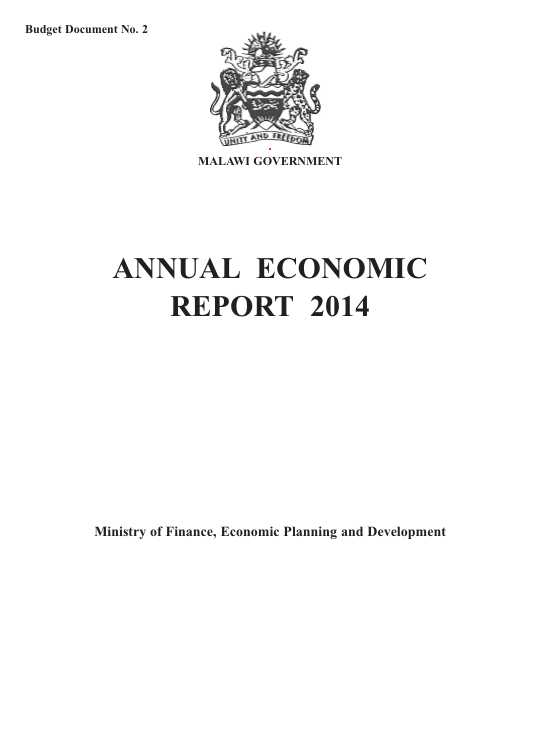 Budget Document No. 2
UNITY AND FREEDOM
MALAWI GOVERNMENT
ANNUAL ECONOMIC
REPORT 2014
Ministry of Finance, Economic Planning and Development